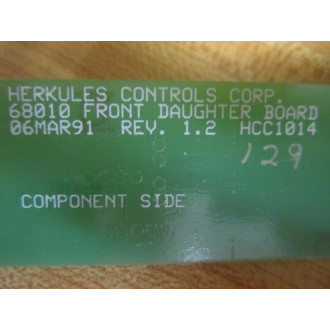 HERKULES CONTROLS CORP.
68010 FRONT DAUGHTER BOARD
06MAR91 REV. 1.2 HCC1014
129
COMPONENT SIDE